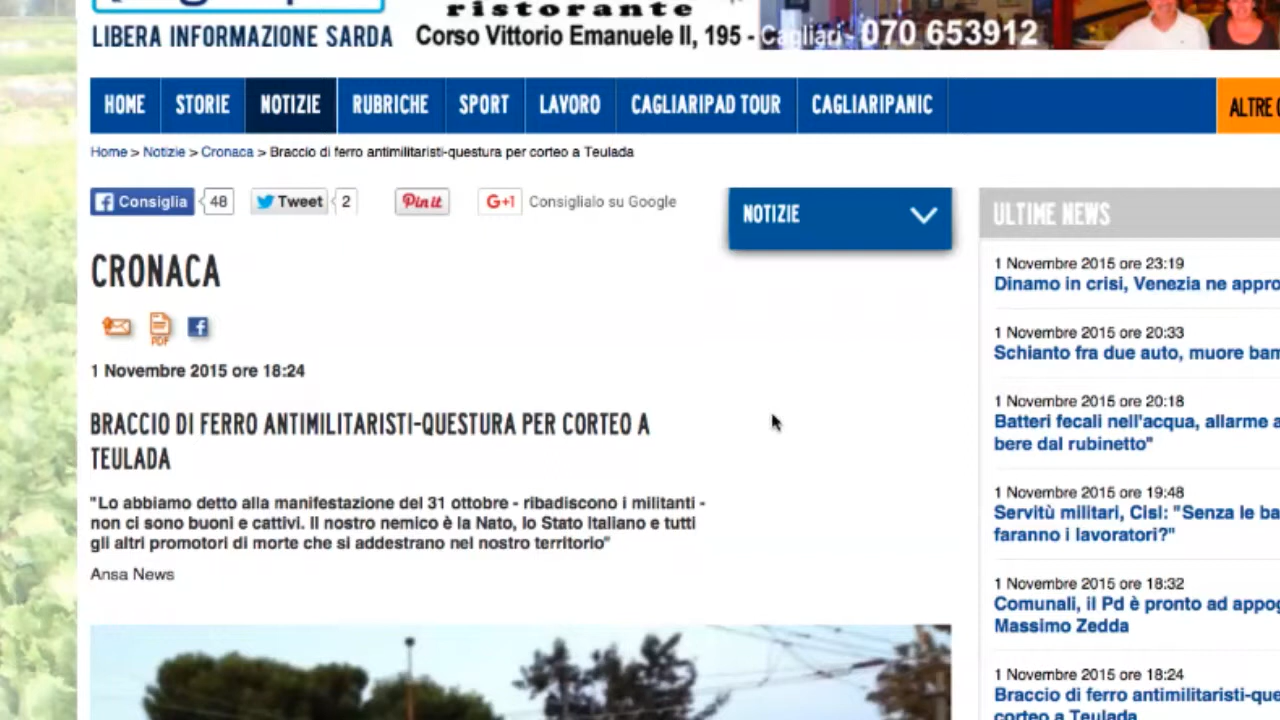 ristorante
LIBERA INFORMAZIONE SARDA
Corso Vittorio Emanuele II, 195 - Cagliari - 070 653912
HOME STORIE NOTIZIE RUBRICHE SPORT LAVORO CAGLIARIPAD TOUR CAGLIARIPANIC ALTRE
Home > Notizie > Cronaca > Braccio di ferro antimilitaristi-questura per corteo a Teulada
Consiglia 48 Tweet 2 Pin it G+1 Consiglialo su Google
NOTIZIE
CRONACA
PDF
1 Novembre 2015 ore 18:24
BRACCIO DI FERRO ANTIMILITARISTI-QUESTURA PER CORTEO A
TEULADA
"Lo abbiamo detto alla manifestazione del 31 ottobre - ribadiscono i militanti -
non ci sono buoni e cattivi. Il nostro nemico è la Nato, lo Stato Italiano e tutti
gli altri promotori di morte che si addestrano nel nostro territorio"
Ansa News
ULTIME NEWS
1 Novembre 2015 ore 23:19
Dinamo in crisi, Venezia ne appro
1 Novembre 2015 ore 20:33
Schianto fra due auto, muore bam
1 Novembre 2015 ore 20:18
Batteri fecali nell'acqua, allarme a
bere dal rubinetto"
1 Novembre 2015 ore 19:48
Servitù militari, Cisl: "Senza le ba
faranno i lavoratori?"
1 Novembre 2015 ore 18:32
Comunali, il Pd è pronto ad appog
Massimo Zedda
1 Novembre 2015 ore 18:24
Braccio di ferro antimilitaristi-que
corteo a Teulada